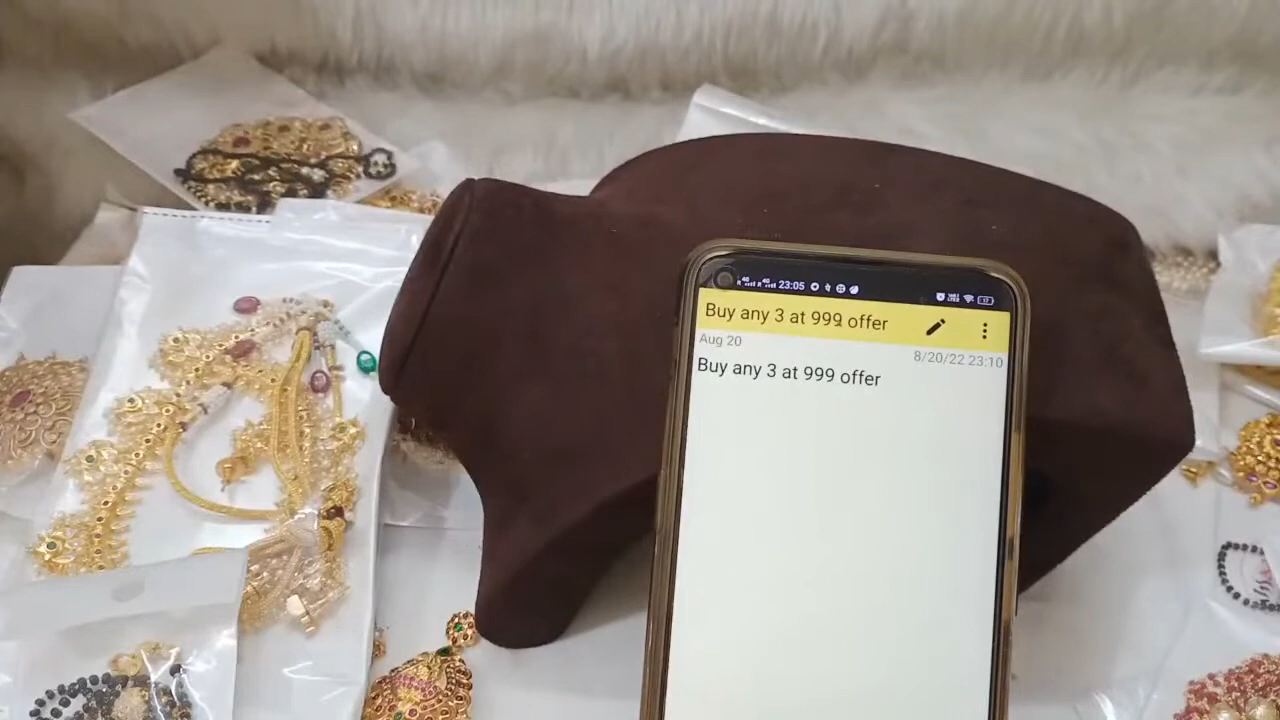 23:05
Buy any 3 at 999 offer
Aug 20
8/20/22 23:10
Buy any 3 at 999 offer